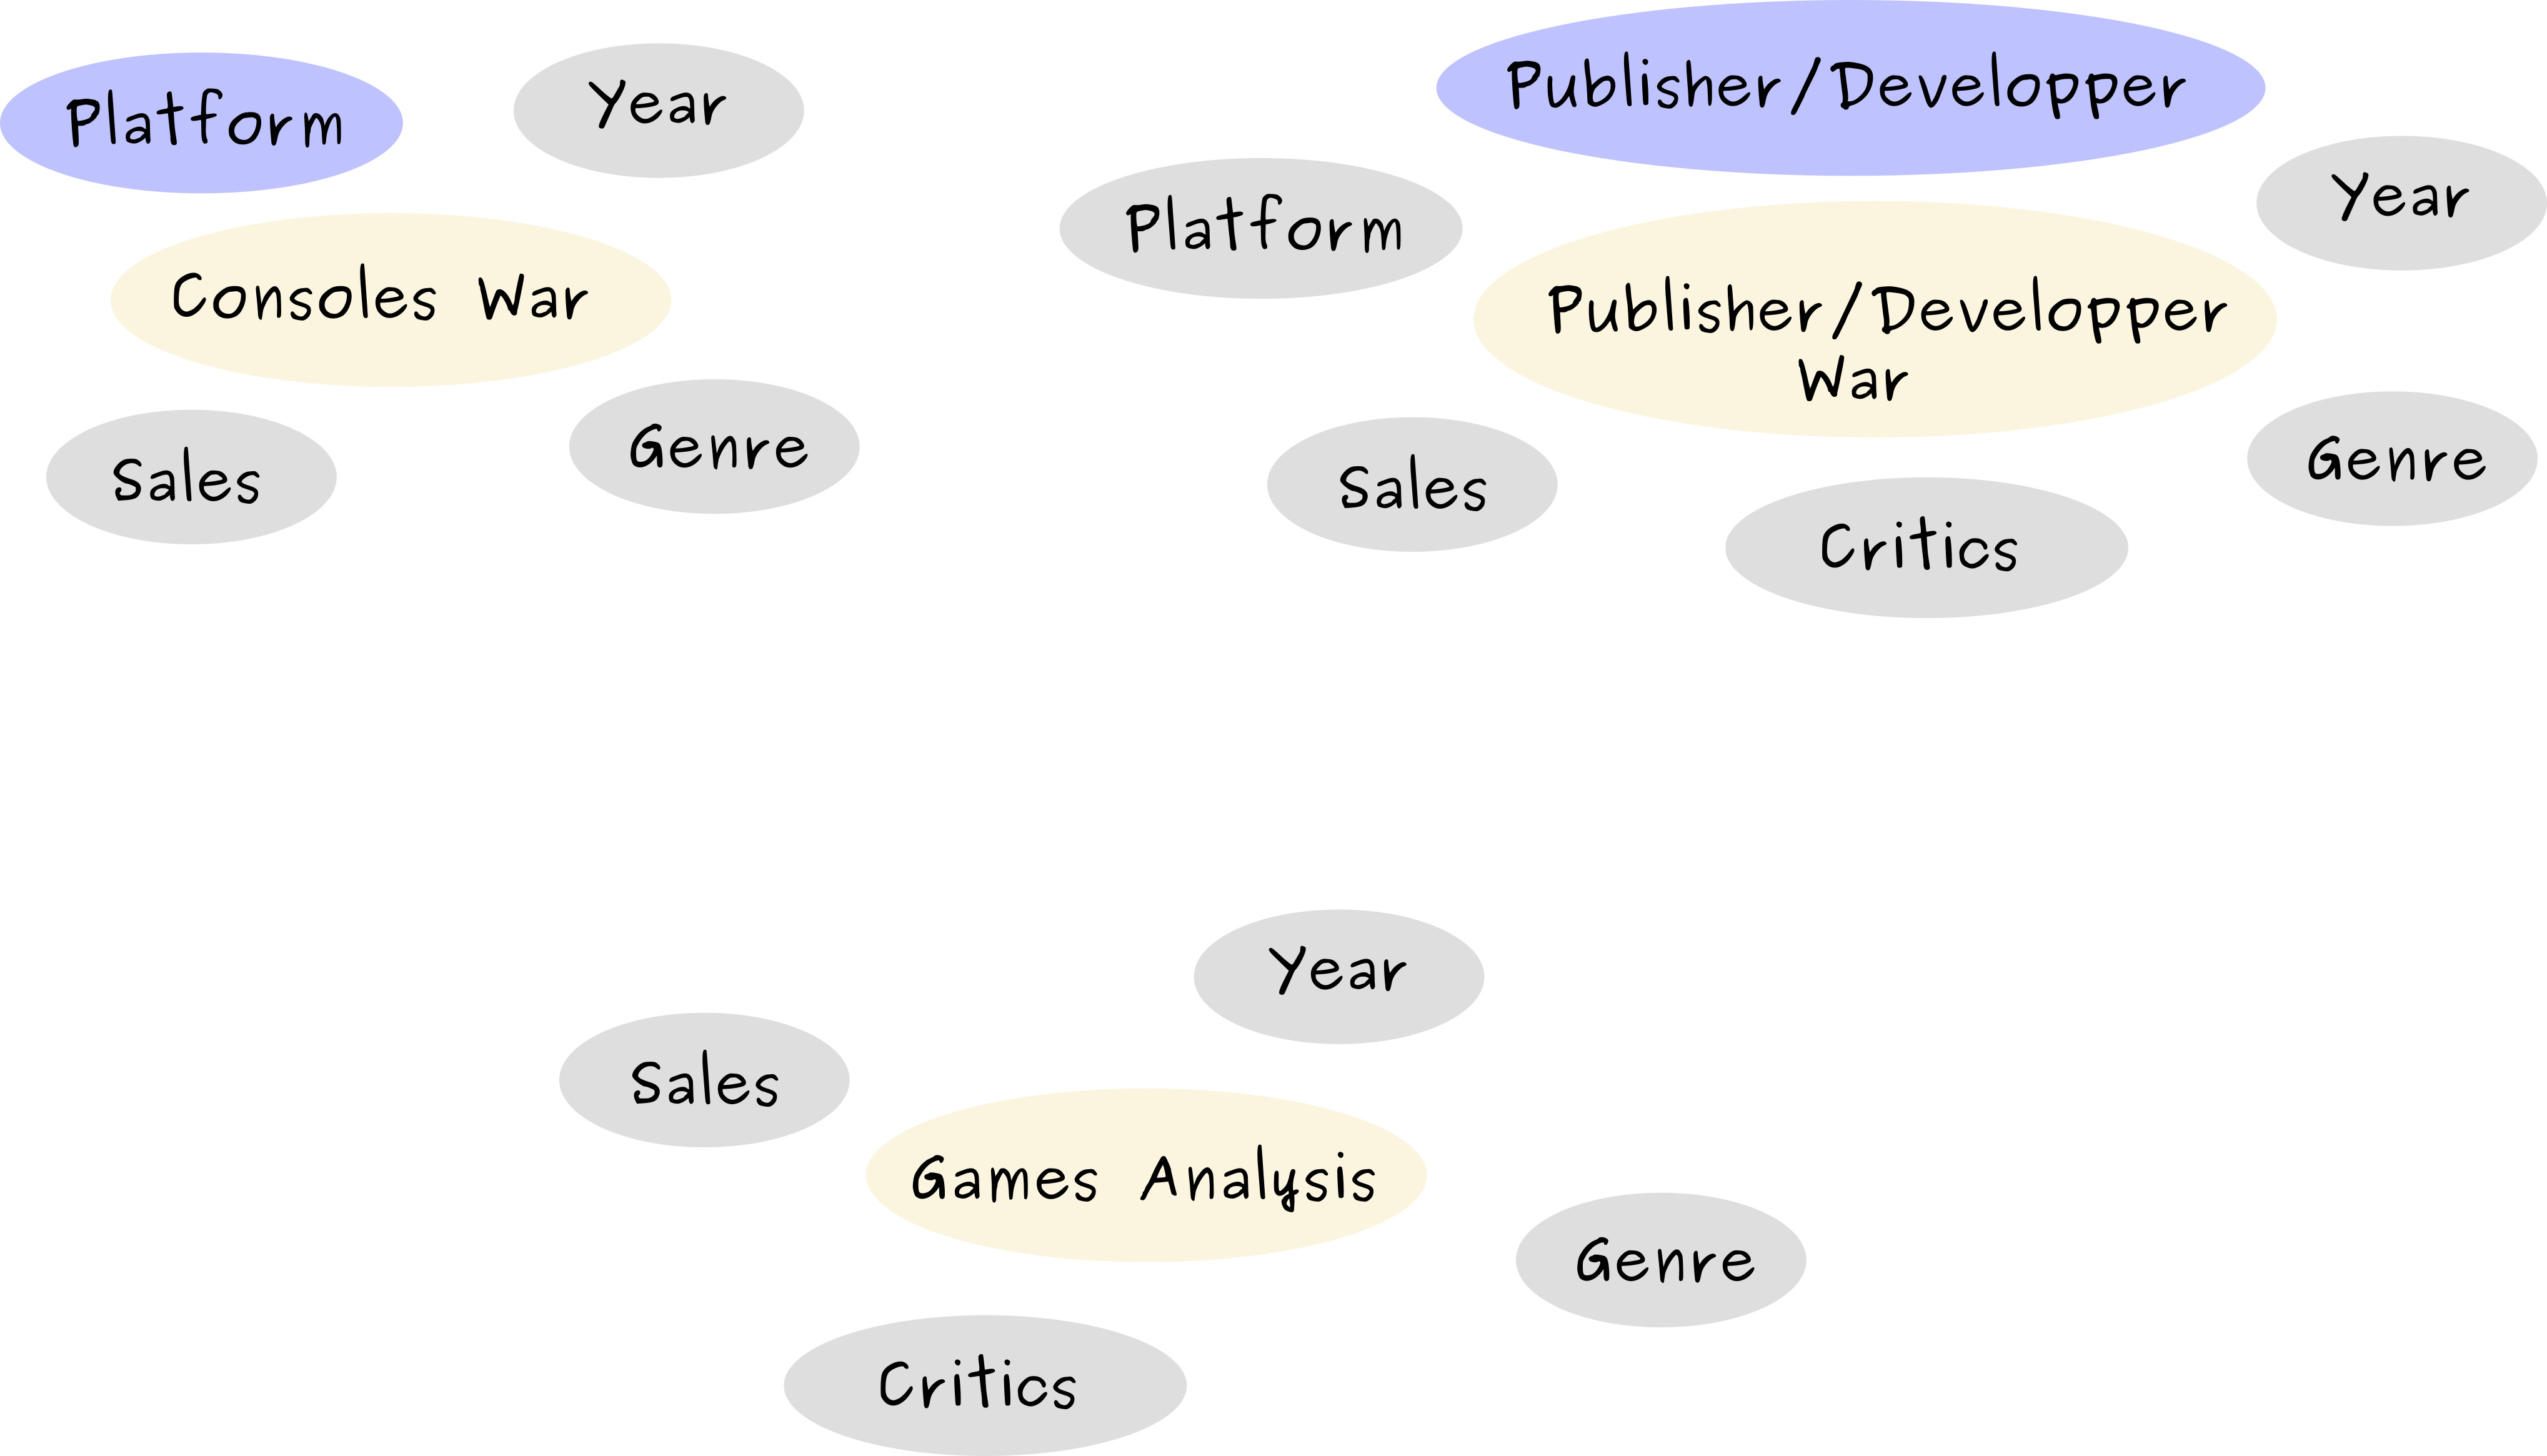 Platform
Year
Consoles War
Sales
Genre
Publisher/Developper
Platform
Year
Publisher/Developper
War
Sales
Genre
Critics
Year
Sales
Games Analysis
Genre
Critics